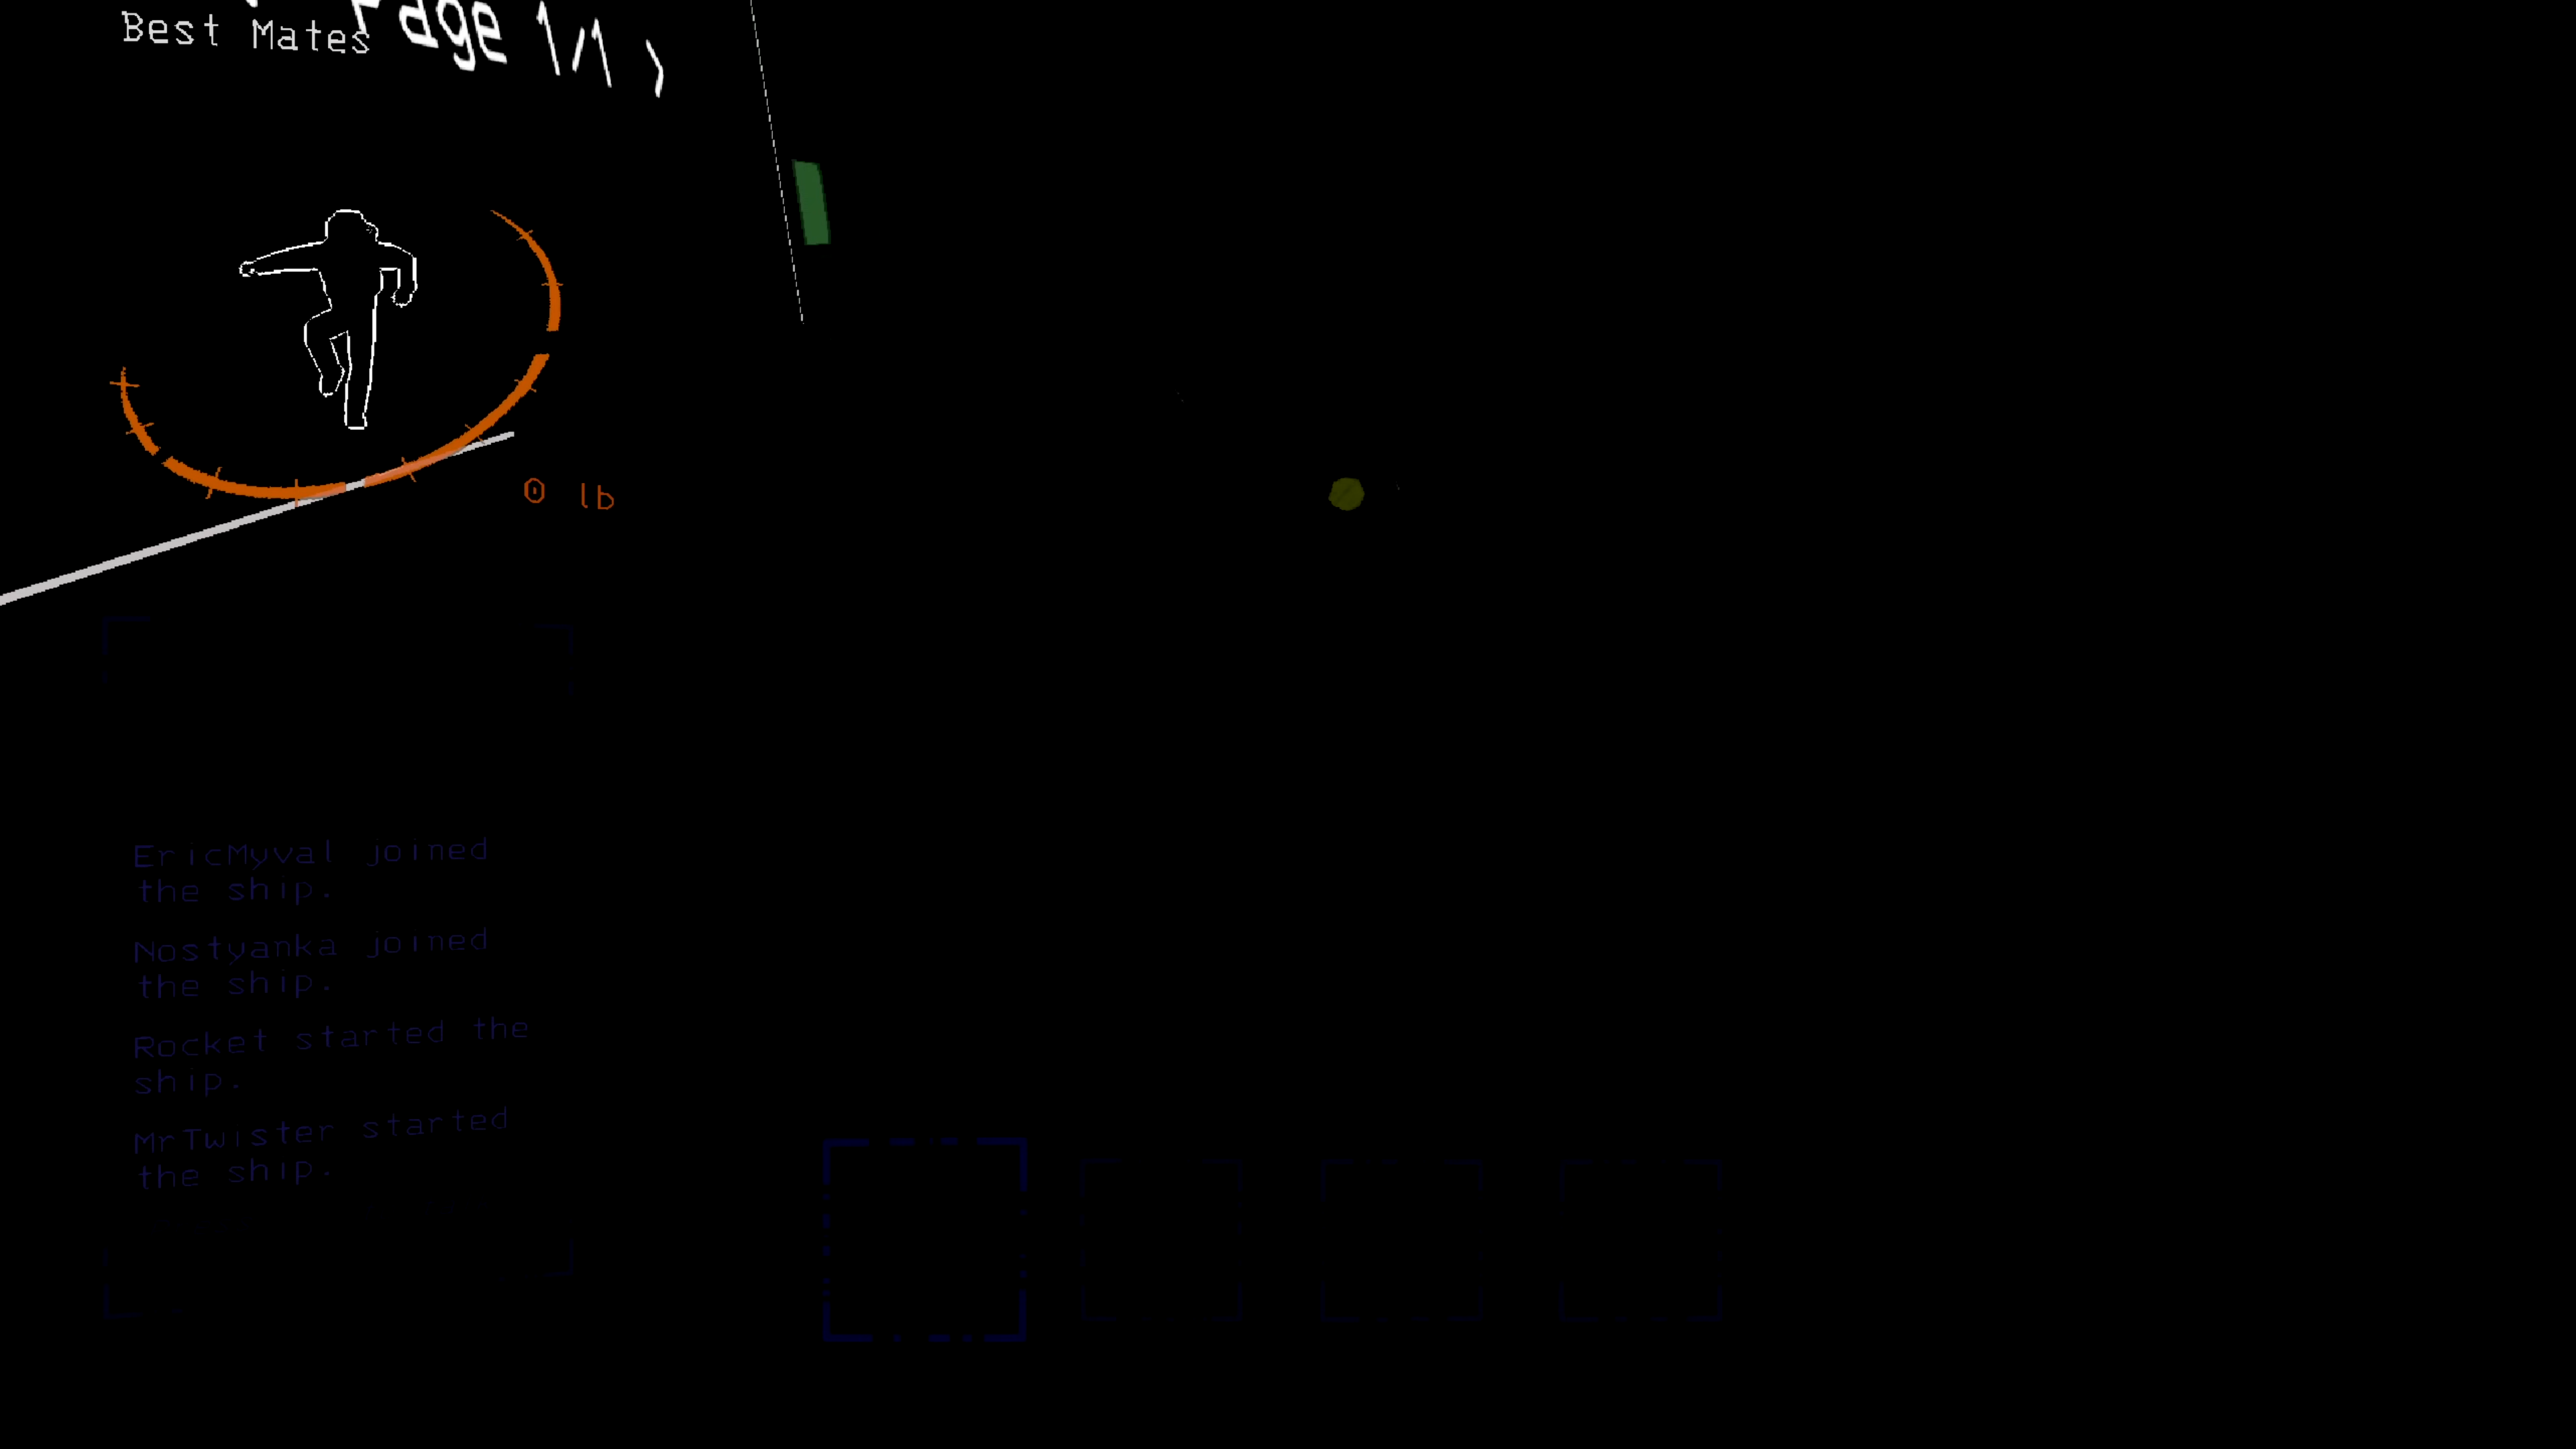 Page 1/1 >
Best Mates
0 lb
EricMyval joined
the ship.
Nostyanka joined
the ship.
Rocket started the
ship.
MrTwister started
the ship.